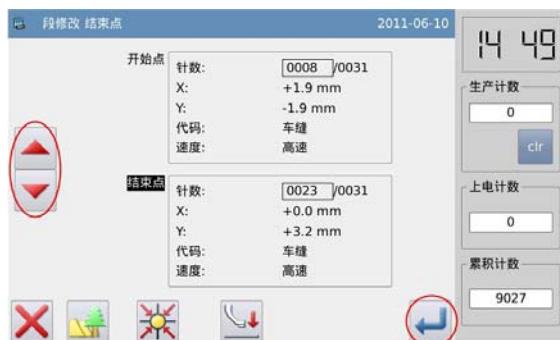 段修改 结束点 2011-06-10
14 49
开始点
针数: 0008 /0031
X: +1.9 mm
Y: -1.9 mm
代码: 车缝
速度: 高速
结束点
针数: 0023 /0031
X: +0.0 mm
Y: +3.2 mm
代码: 车缝
速度: 高速
生产计数
0
clr
上电计数
0
累积计数
9027